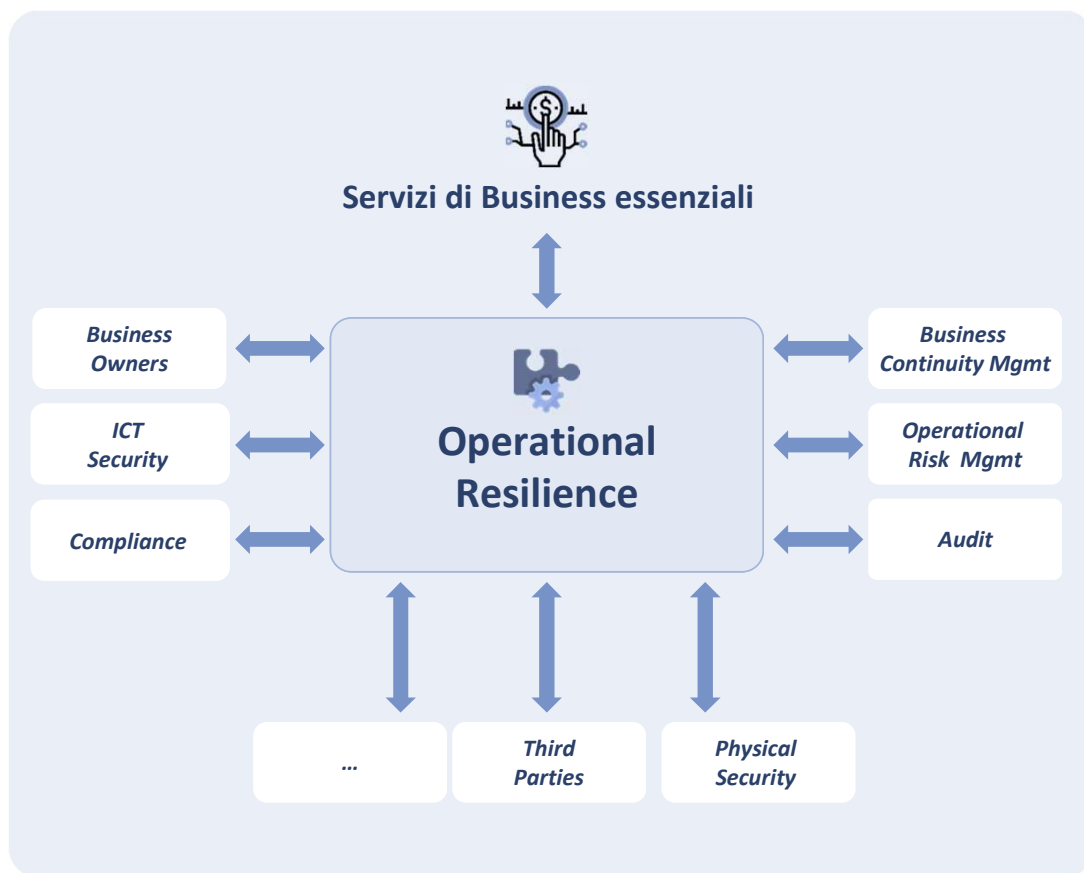 Servizi di Business essenziali
Business
Owners
ICT
Security
Compliance
Operational
Resilience
Business
Continuity Mgmt
Operational
Risk Mgmt
Audit
...
Third
Parties
Physical
Security